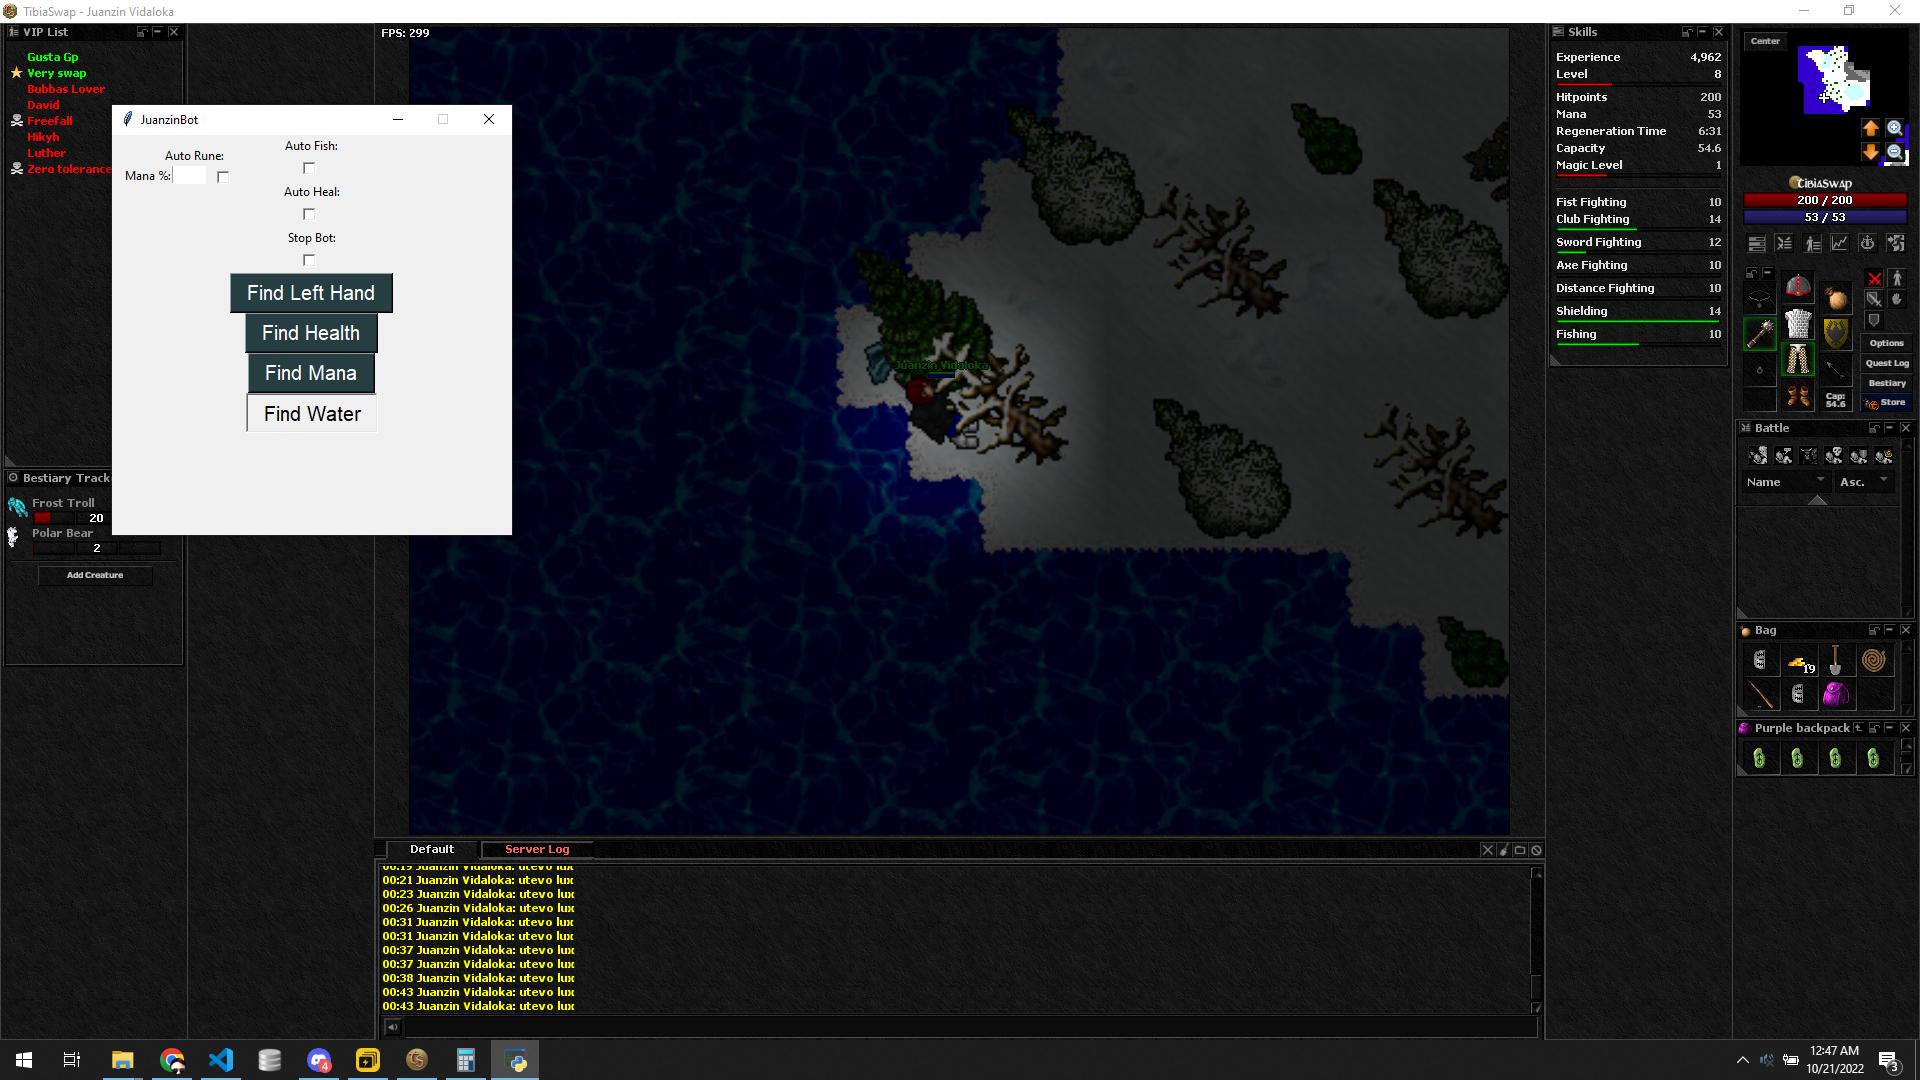 TibiaSwap - Juanzin Vidaloka
VIP List
Gusta Gp
Very swap
Bubbas Lover
David
Freefall
Hikyh
Luther
Zero tolerance
JuanzinBot
Auto Rune:
Mana %:
Auto Fish:
Auto Heal:
Stop Bot:
Find Left Hand
Find Health
Find Mana
Find Water
Bestiary Track
Frost Troll
20
Polar Bear
2
Add Creature
FPS: 299
Juanzin Vidaloka
Default
Server Log
00:19 Juanzin Vidaloka: utevo lux
00:21 Juanzin Vidaloka: utevo lux
00:23 Juanzin Vidaloka: utevo lux
00:26 Juanzin Vidaloka: utevo lux
00:31 Juanzin Vidaloka: utevo lux
00:31 Juanzin Vidaloka: utevo lux
00:37 Juanzin Vidaloka: utevo lux
00:37 Juanzin Vidaloka: utevo lux
00:38 Juanzin Vidaloka: utevo lux
00:43 Juanzin Vidaloka: utevo lux
00:43 Juanzin Vidaloka: utevo lux
Skills
Experience 4,962
Level 8
Hitpoints 200
Mana 53
Regeneration Time 6:31
Capacity 54.6
Magic Level 1
Fist Fighting 10
Club Fighting 14
Sword Fighting 12
Axe Fighting 10
Distance Fighting 10
Shielding 14
Fishing 10
Center
TibiaSwap
200 / 200
53 / 53
Options
Quest Log
Bestiary
Store
Cap:
54.6
Battle
Name
Asc.
Bag
19
Purple backpack
4
12:47 AM
10/21/2022
3